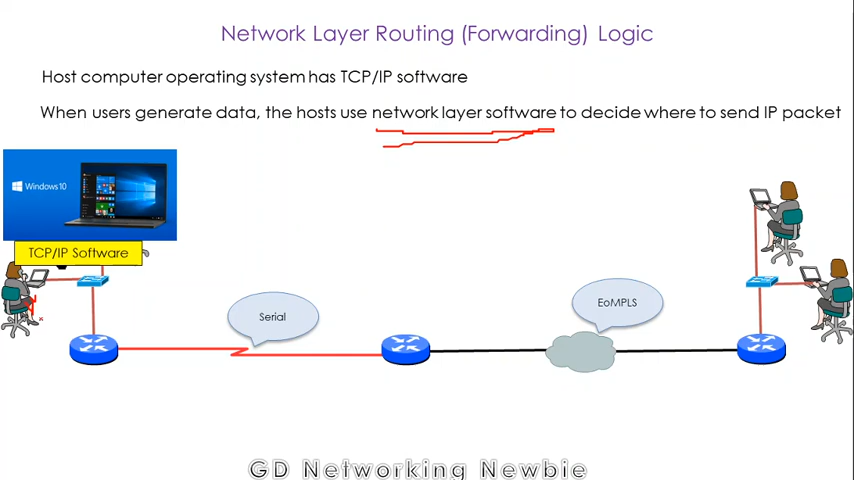 Network Layer Routing (Forwarding) Logic
Host computer operating system has TCP/IP software
When users generate data, the hosts use network layer software to decide where to send IP packet
Windows 10
TCP/IP Software
Serial
EoMPLS
GD Networking Newbie